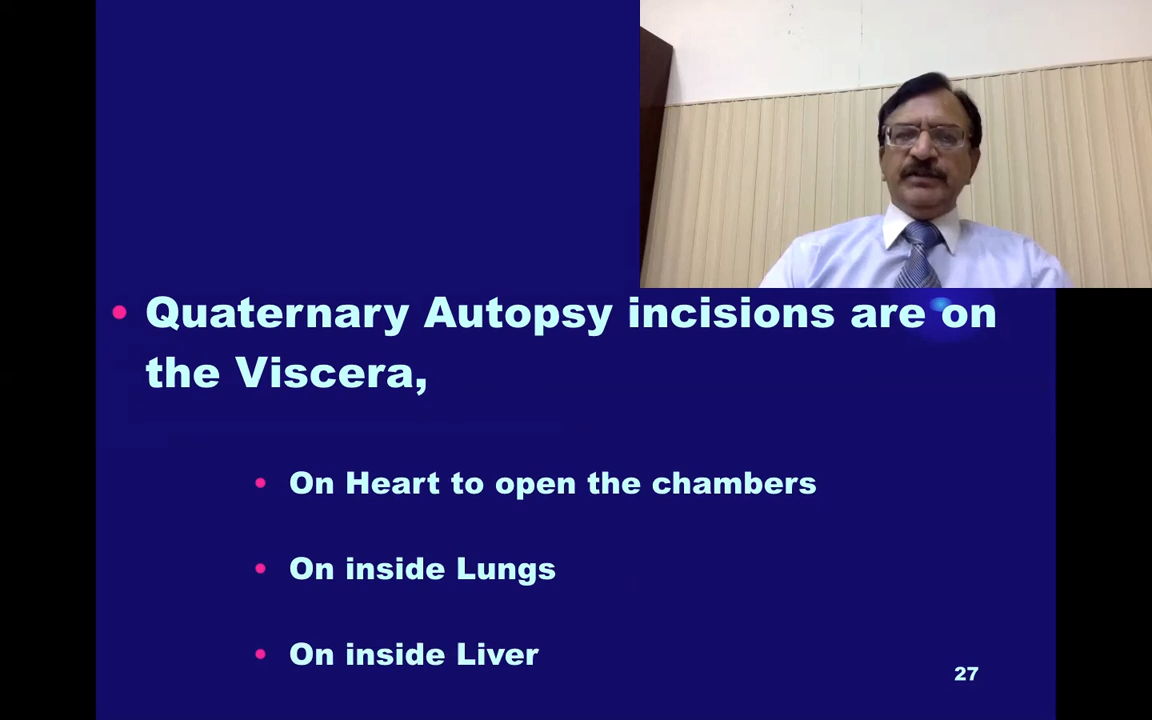 Quaternary Autopsy incisions are on
the Viscera,
On Heart to open the chambers
On inside Lungs
On inside Liver
27